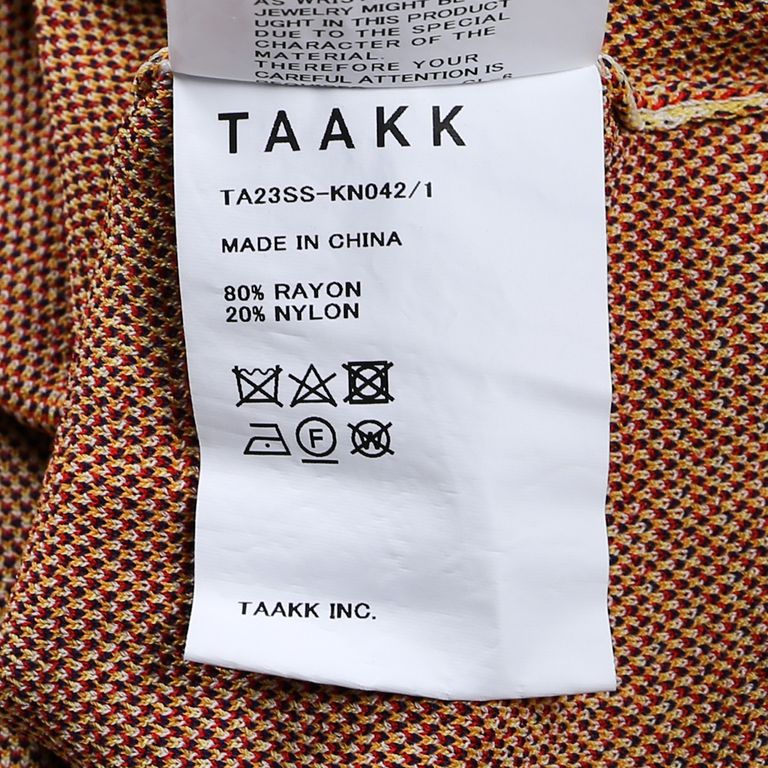 AS WRIST
JEWELRY MIGHT BE
UGHT IN THIS PRODUCT
DUE TO THE SPECIAL
CHARACTER OF THE
MATERIAL.
THEREFORE YOUR
CAREFUL ATTENTION IS
TAAKK
TA23SS-KN042/1
MADE IN CHINA
80% RAYON
20% NYLON
F W
TAAKK INC.